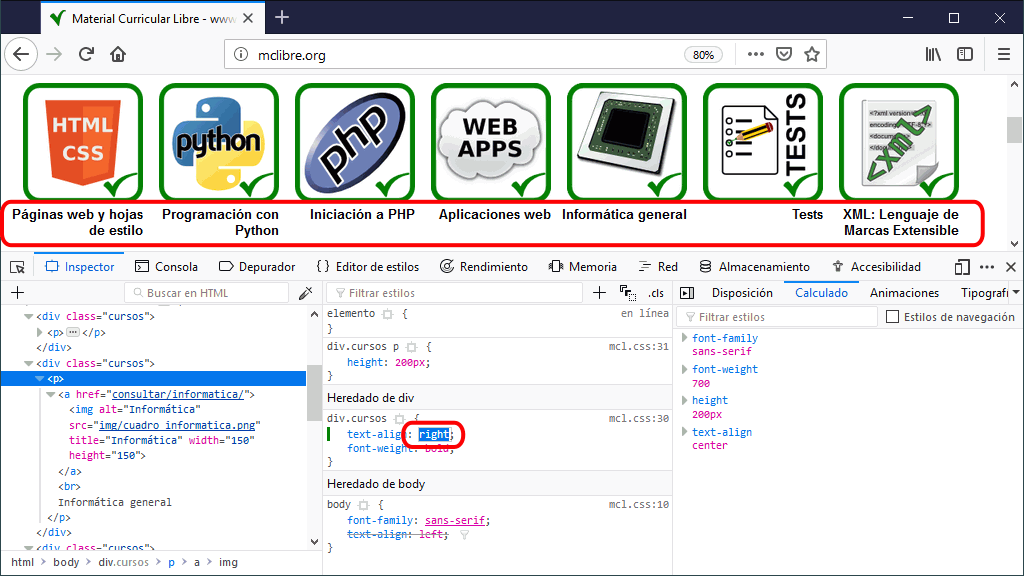 Material Curricular Libre - www
mclibre.org
80%
HTML
CSS
python
php
WEB
APPS
TESTS
<xml>
Páginas web y hojas
de estilo
Programación con
Python
Iniciación a PHP
Aplicaciones web
Informática general
Tests
XML: Lenguaje de
Marcas Extensible
Inspector
Consola
Depurador
Editor de estilos
Rendimiento
Memoria
Red
Almacenamiento
Accesibilidad
Buscar en HTML
<div class="cursos">
<p>⋯</p>
</div>
<div class="cursos">
<p>
<a href="consultar/informatica/">
<img alt="Informática"
src="img/cuadro_informatica.png"
title="Informática" width="150"
height="150">
</a>
<br>
Informática general
</p>
</div>
<div class="cursos">
html > body > div.cursos > p > a > img
Filtrar estilos
.cls
elemento {
en línea
}
div.cursos p {
mcl.css:31
height: 200px;
}
Heredado de div
div.cursos {
mcl.css:30
text-align: right;
font-weight: bold;
}
Heredado de body
body {
mcl.css:10
font-family: sans-serif;
text-align: left;
}
Disposición
Calculado
Animaciones
Tipografí
Filtrar estilos
Estilos de navegación
font-family
sans-serif
font-weight
700
height
200px
text-align
center